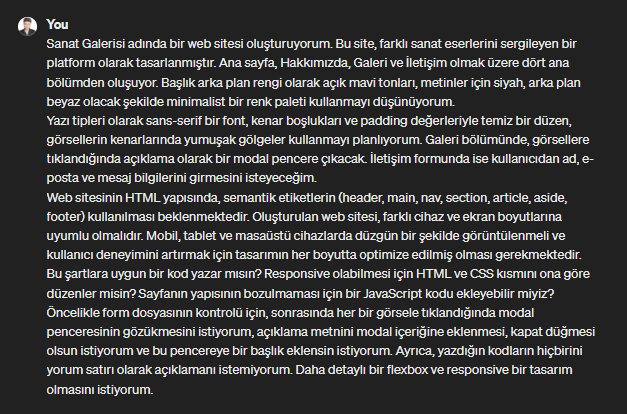 You
Sanat Galerisi adında bir web sitesi oluşturuyorum. Bu site, farklı sanat eserlerini sergileyen bir
platform olarak tasarlanmıştır. Ana sayfa, Hakkımızda, Galeri ve İletişim olmak üzere dört ana
bölümden oluşuyor. Başlık arka plan rengi olarak açık mavi tonları, metinler için siyah, arka plan
beyaz olacak şekilde minimalist bir renk paleti kullanmayı düşünüyorum.
Yazı tipleri olarak sans-serif bir font, kenar boşlukları ve padding değerleriyle temiz bir düzen,
görsellerin kenarlarında yumuşak gölgeler kullanmayı planlıyorum. Galeri bölümünde, görsellere
tıklandığında açıklama olarak bir modal pencere çıkacak. İletişim formunda ise kullanıcıdan ad, e-
posta ve mesaj bilgilerini girmesini isteyeceğim.
Web sitesinin HTML yapısında, semantik etiketlerin (header, main, nav, section, article, aside,
footer) kullanılması beklenmektedir. Oluşturulan web sitesi, farklı cihaz ve ekran boyutlarına
uyumlu olmalıdır. Mobil, tablet ve masaüstü cihazlarda düzgün bir şekilde görüntülenmeli ve
kullanıcı deneyimini artırmak için tasarımın her boyutta optimize edilmiş olması gerekmektedir.
Bu şartlara uygun bir kod yazar mısın? Responsive olabilmesi için HTML ve CSS kısmını ona göre
düzenler misin? Sayfanın yapısının bozulmaması için bir JavaScript kodu ekleyebilir miyiz?
Öncelikle form dosyasının kontrolü için, sonrasında her bir görsele tıklandığında modal
penceresinin gözükmesini istiyorum, açıklama metnini modal içeriğine eklenmesi, kapat düğmesi
olsun istiyorum ve bu pencereye bir başlık eklensin istiyorum. Ayrıca, yazdığın kodların hiçbirini
yorum satırı olarak açıklamanı istemiyorum. Daha detaylı bir flexbox ve responsive bir tasarım
olmasını istiyorum.